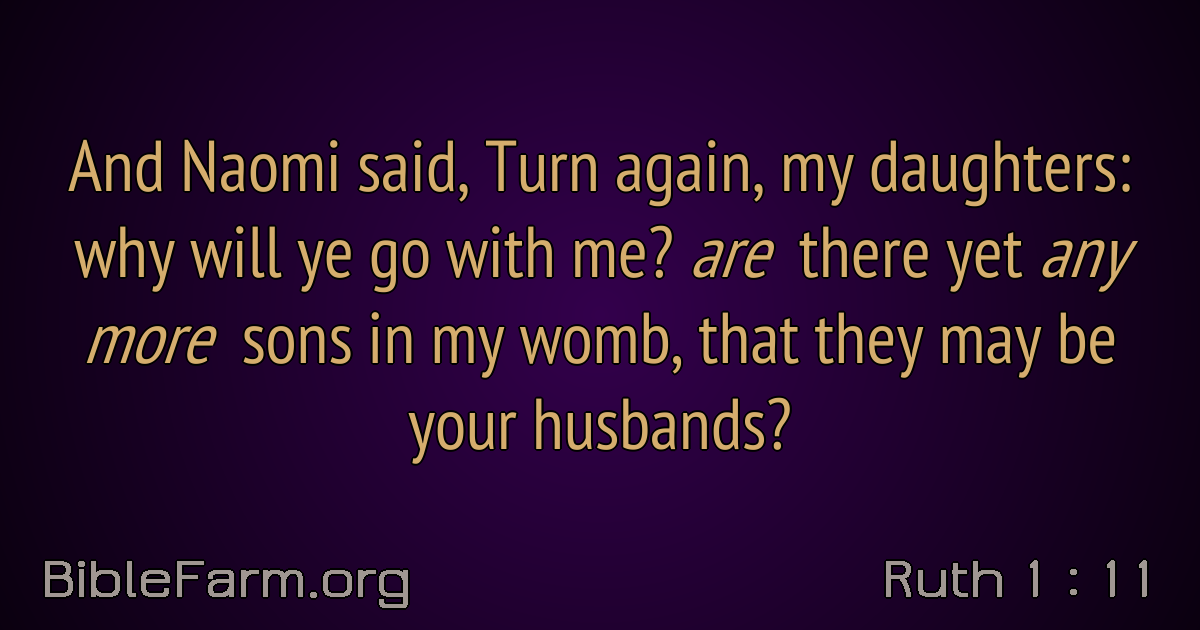 And Naomi said, Turn again, my daughters:
why will ye go with me? are there yet any
more sons in my womb, that they may be
your husbands?
BibleFarm.org
Ruth 1 : 11